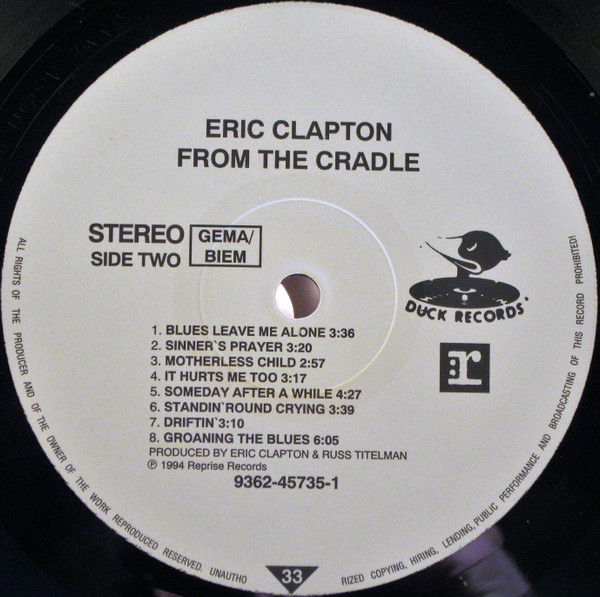 ERIC CLAPTON
FROM THE CRADLE
STEREO
SIDE TWO
GEMA/
BIEM
DUCK RECORDS
r
1. BLUES LEAVE ME ALONE 3:36
2. SINNER`S PRAYER 3:20
3. MOTHERLESS CHILD 2:57
4. IT HURTS ME TOO 3:17
5. SOMEDAY AFTER A WHILE 4:27
6. STANDIN`ROUND CRYING 3:39
7. DRIFTIN`3:10
8. GROANING THE BLUES 6:05
PRODUCED BY ERIC CLAPTON & RUSS TITELMAN
℗ 1994 Reprise Records
9362-45735-1
33
ALL RIGHTS OF THE PRODUCER AND OF THE OWNER OF THE WORK REPRODUCED RESERVED. UNAUTHO
RIZED COPYING, HIRING, LENDING, PUBLIC PERFORMANCE AND BROADCASTING OF THIS RECORD PROHIBITED!